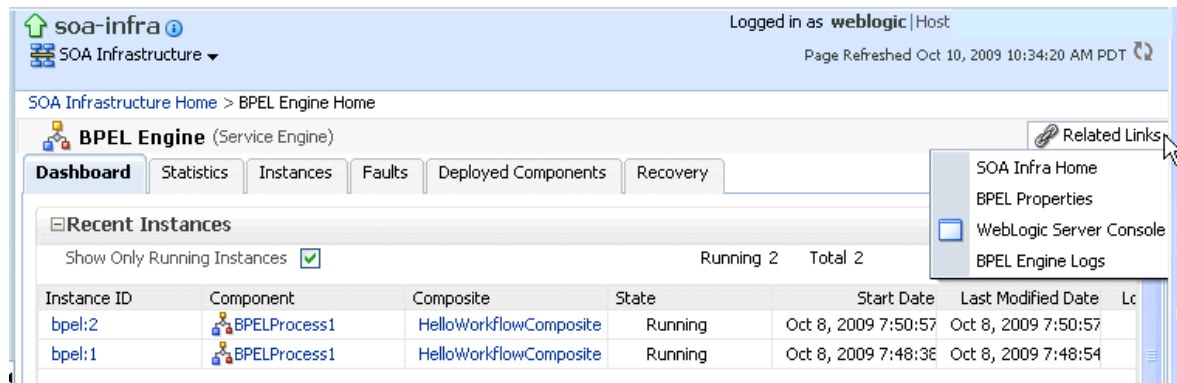 soa-infra
Logged in as weblogic|Host
SOA Infrastructure
Page Refreshed Oct 10, 2009 10:34:20 AM PDT
SOA Infrastructure Home > BPEL Engine Home
BPEL Engine (Service Engine)
Related Links
Dashboard Statistics Instances Faults Deployed Components Recovery
SOA Infra Home
BPEL Properties
WebLogic Server Console
BPEL Engine Logs
Recent Instances
Show Only Running Instances Running 2 Total 2
Instance ID Component Composite State Start Date Last Modified Date
bpel:2 BPELProcess1 HelloWorkflowComposite Running Oct 8, 2009 7:50:57 Oct 8, 2009 7:50:57
bpel:1 BPELProcess1 HelloWorkflowComposite Running Oct 8, 2009 7:48:38 Oct 8, 2009 7:48:54